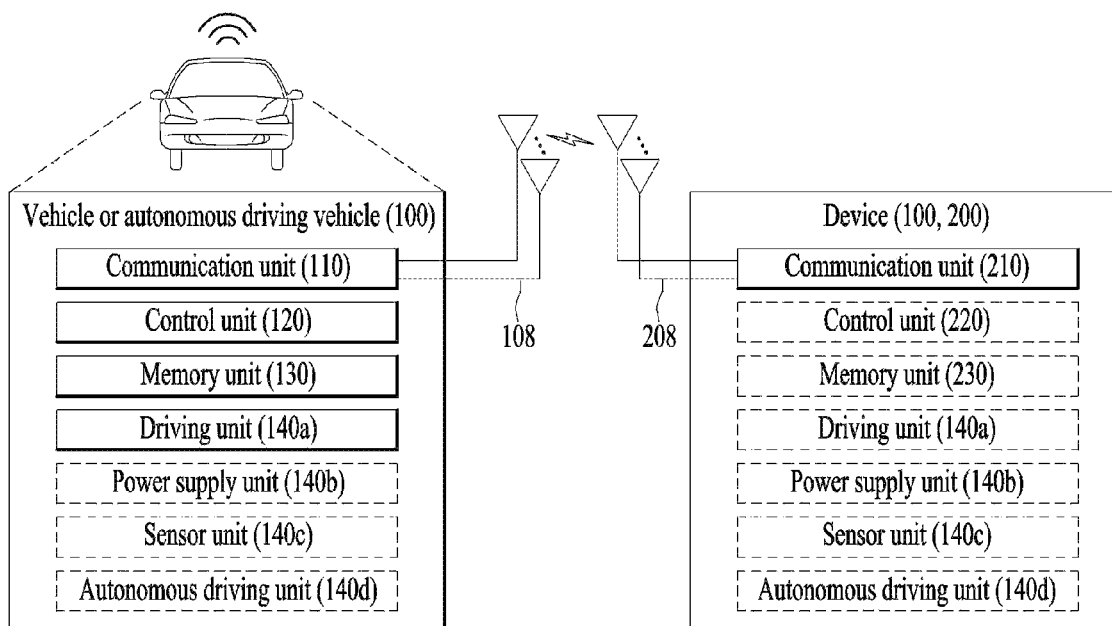 Vehicle or autonomous driving vehicle (100)
Communication unit (110)
Control unit (120)
Memory unit (130)
Driving unit (140a)
Power supply unit (140b)
Sensor unit (140c)
Autonomous driving unit (140d)
108
208
Device (100, 200)
Communication unit (210)
Control unit (220)
Memory unit (230)
Driving unit (140a)
Power supply unit (140b)
Sensor unit (140c)
Autonomous driving unit (140d)